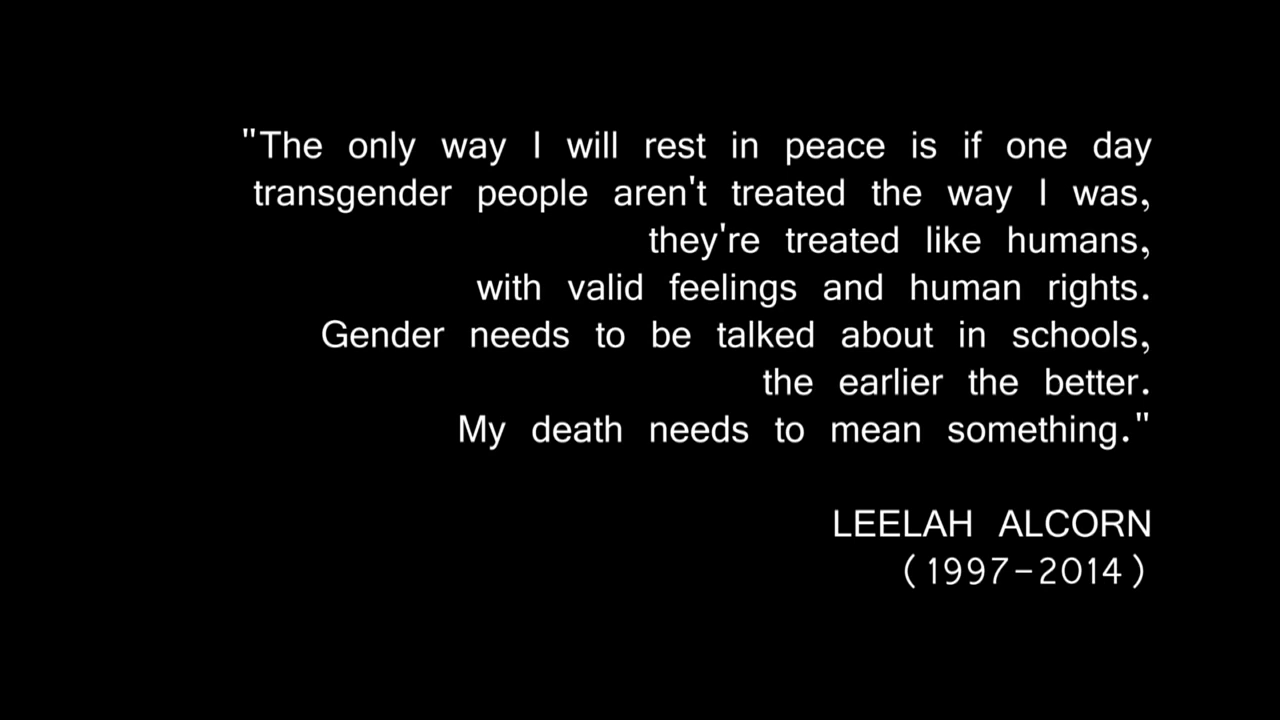 "The only way I will rest in peace is if one day
transgender people aren't treated the way I was,
they're treated like humans,
with valid feelings and human rights.
Gender needs to be talked about in schools,
the earlier the better.
My death needs to mean something."
LEELAH ALCORN
(1997-2014)